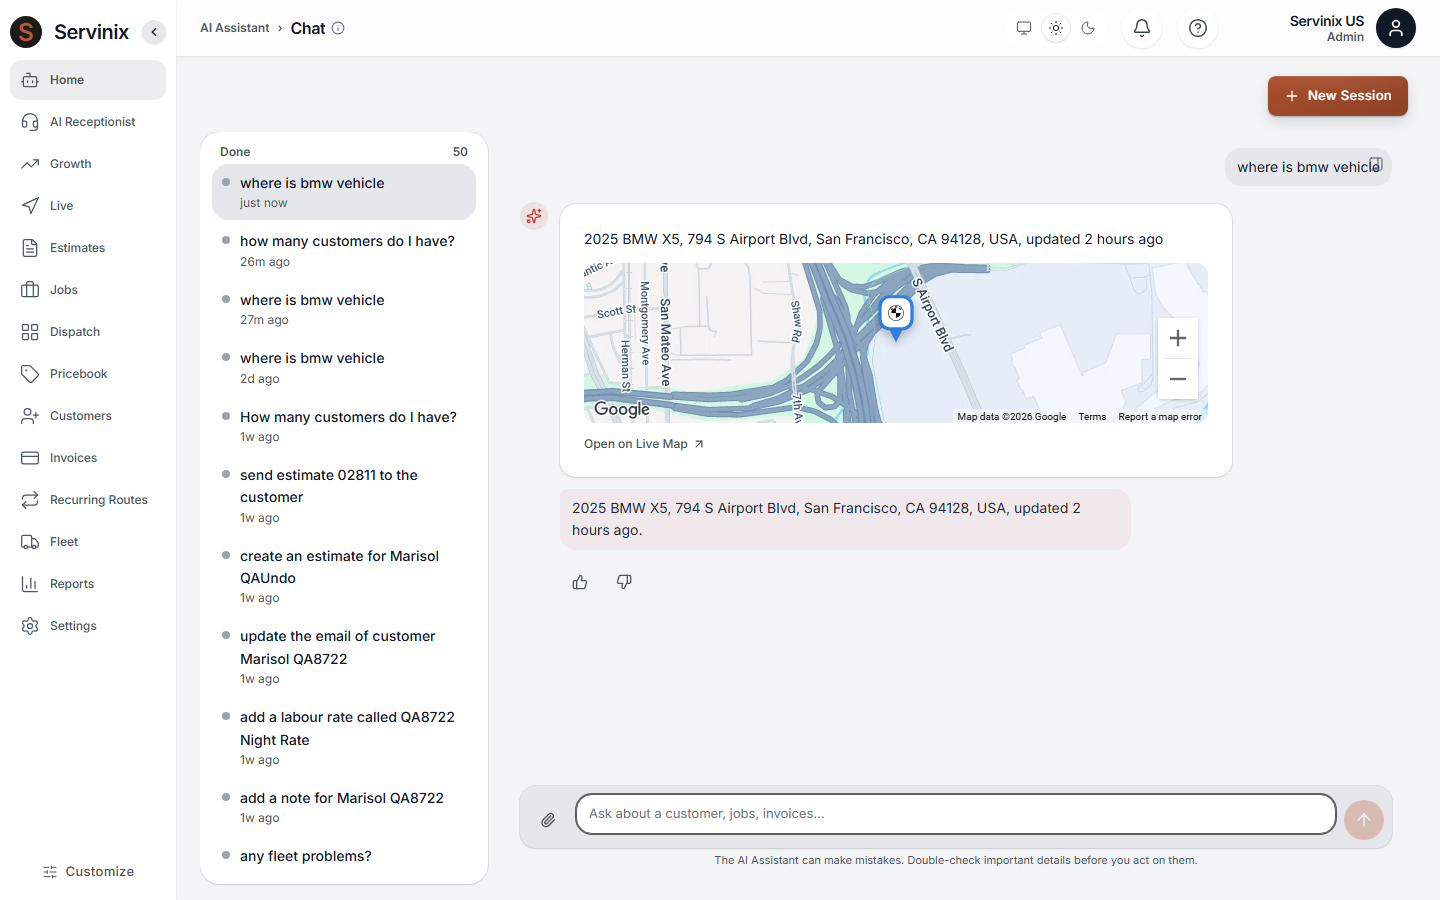 Servinix
Home
AI Receptionist
Growth
Live
Estimates
Jobs
Dispatch
Pricebook
Customers
Invoices
Recurring Routes
Fleet
Reports
Settings
Customize
AI Assistant › Chat
Servinix US
Admin
New Session
Done 50
where is bmw vehicle
just now
how many customers do I have?
26m ago
where is bmw vehicle
27m ago
where is bmw vehicle
2d ago
How many customers do I have?
1w ago
send estimate 02811 to the
customer
1w ago
create an estimate for Marisol
QAUndo
1w ago
update the email of customer
Marisol QA8722
1w ago
add a labour rate called QA8722
Night Rate
1w ago
add a note for Marisol QA8722
1w ago
any fleet problems?
where is bmw vehicle
2025 BMW X5, 794 S Airport Blvd, San Francisco, CA 94128, USA, updated 2 hours ago
Scott St
Montgomery Ave
Herman St
San Mateo Ave
Shaw Rd
S Airport Blvd
Google
Map data ©2026 Google
Terms
Report a map error
Open on Live Map
2025 BMW X5, 794 S Airport Blvd, San Francisco, CA 94128, USA, updated 2
hours ago.
Ask about a customer, jobs, invoices...
The AI Assistant can make mistakes. Double-check important details before you act on them.